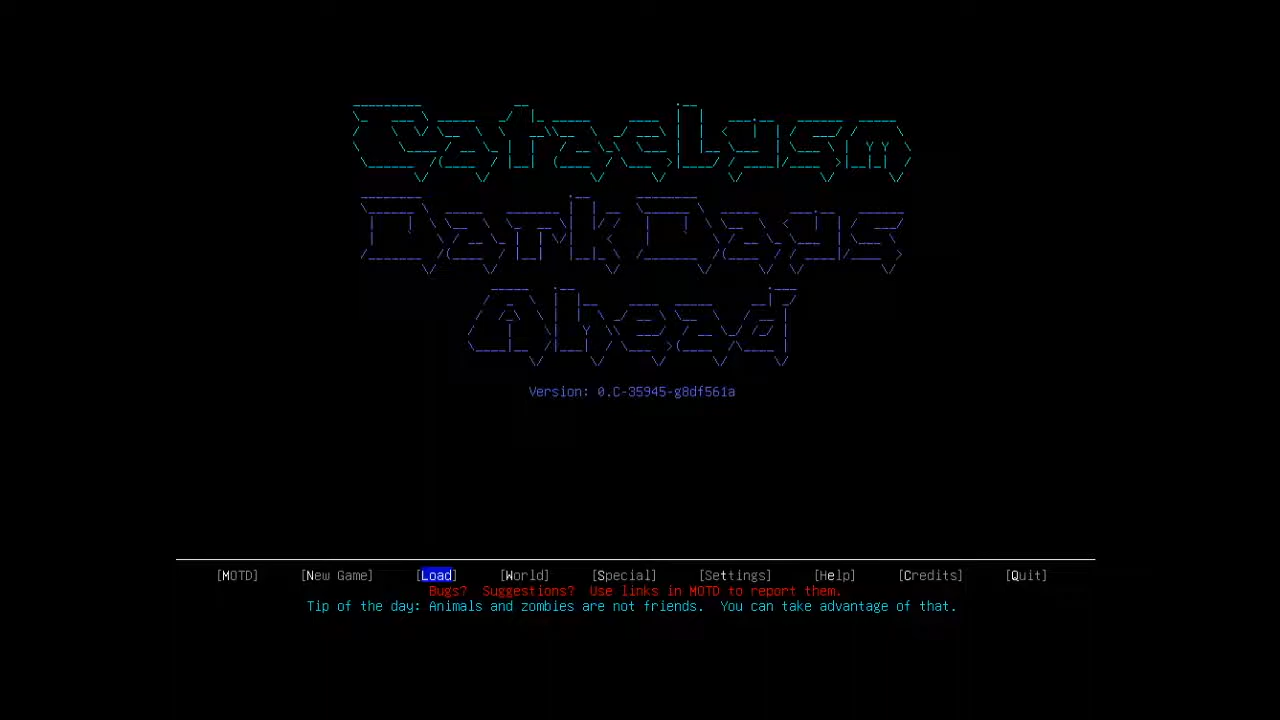 Cataclysm
Dark Days
Ahead
Version: 0.C-35945-g8df561a
[MOTD] [New Game] [Load] [World] [Special] [Settings] [Help] [Credits] [Quit]
Bugs? Suggestions? Use links in MOTD to report them.
Tip of the day: Animals and zombies are not friends. You can take advantage of that.